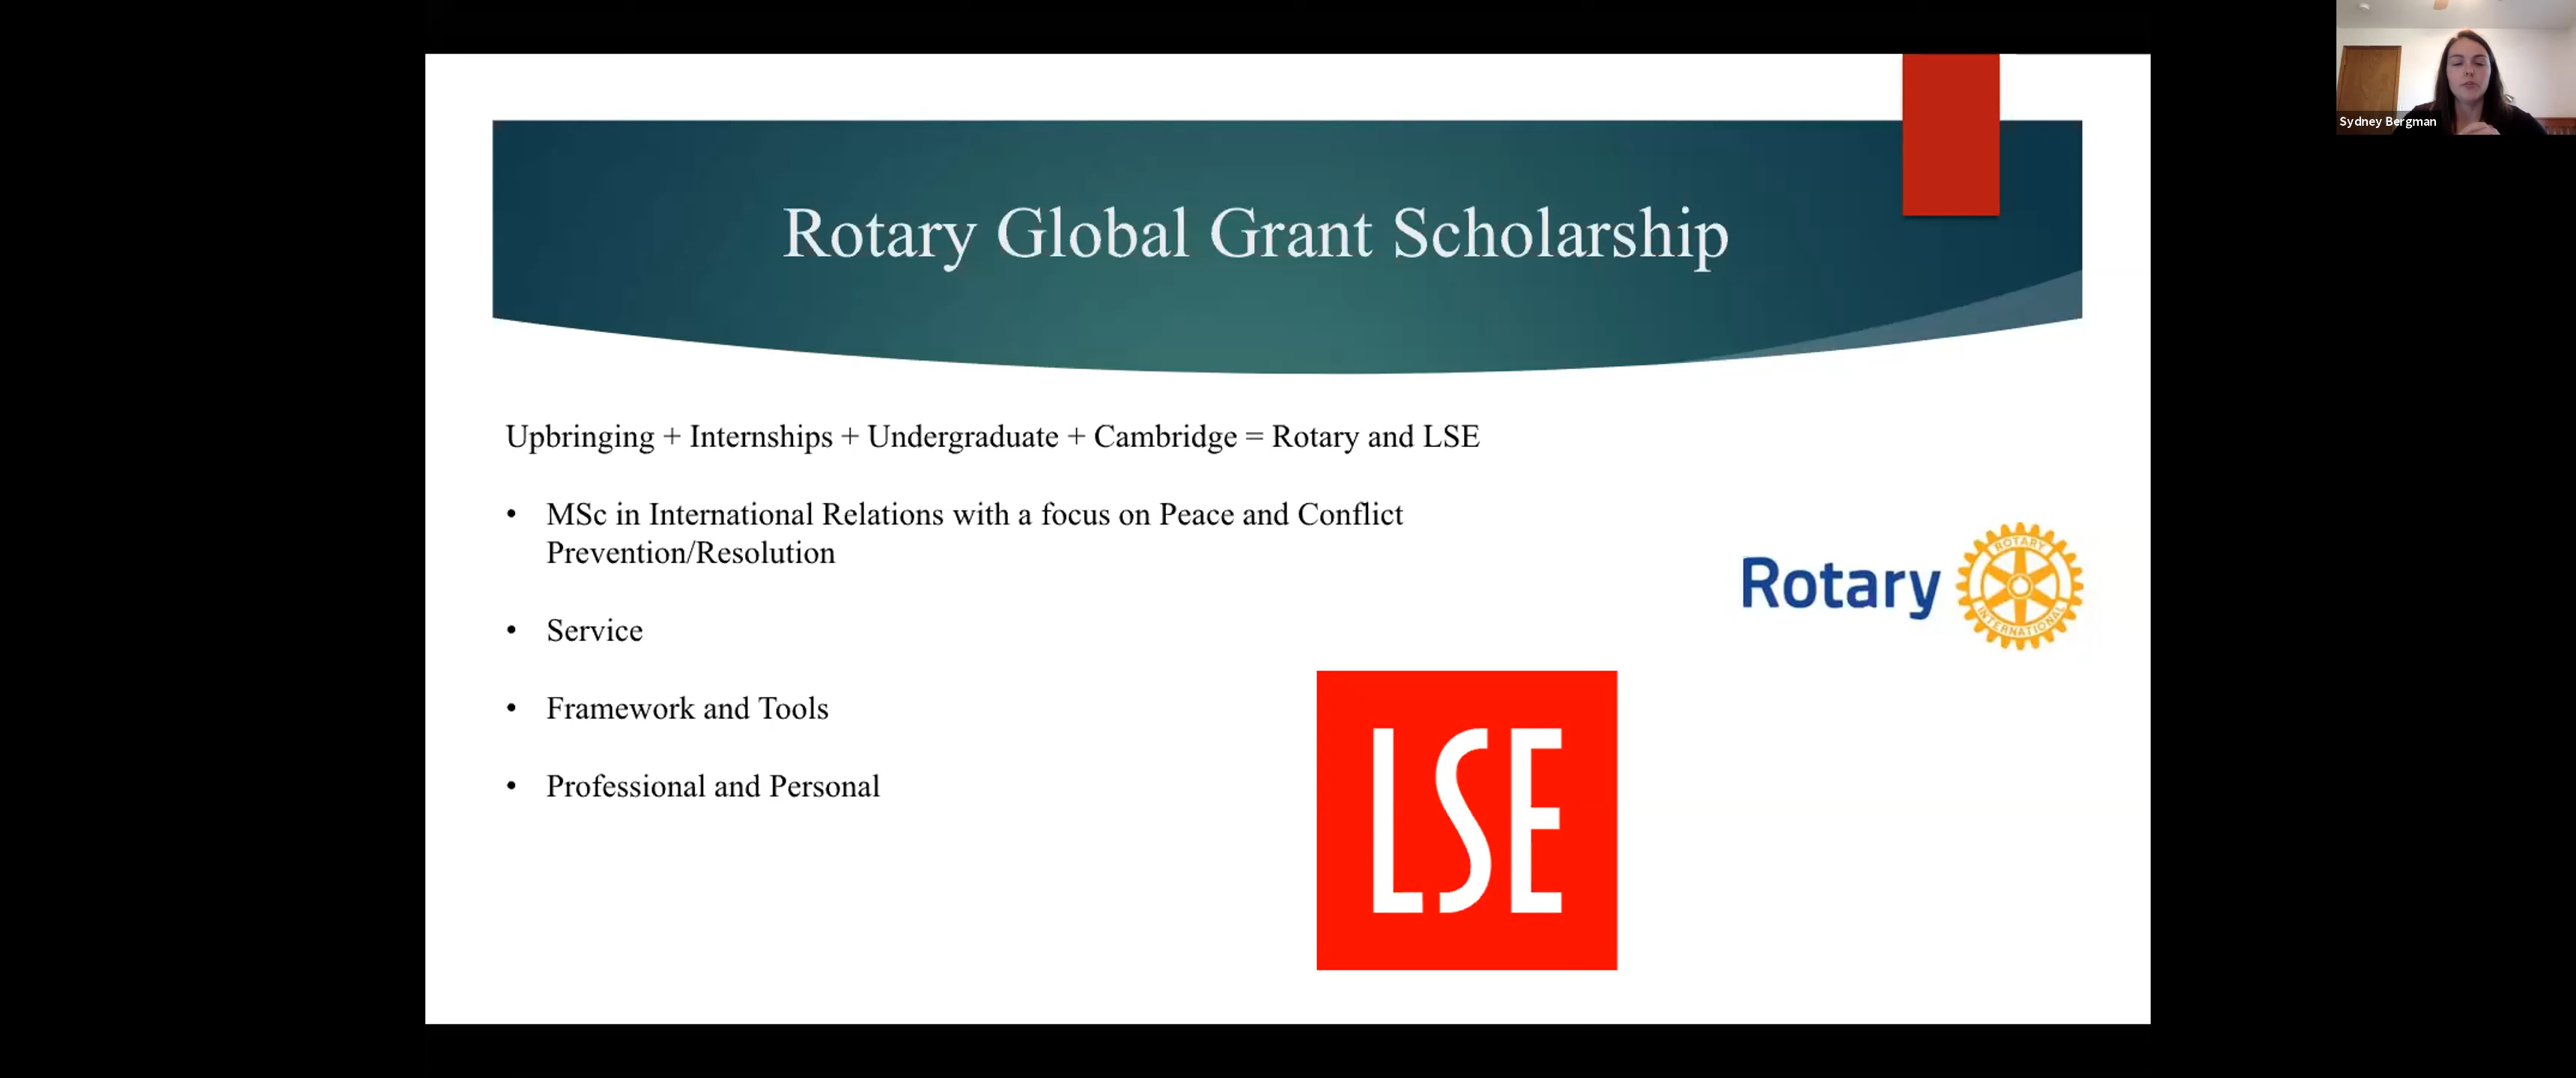 Sydney Bergman
Rotary Global Grant Scholarship
Upbringing + Internships + Undergraduate + Cambridge = Rotary and LSE
• MSc in International Relations with a focus on Peace and Conflict
Prevention/Resolution
• Service
• Framework and Tools
• Professional and Personal
Rotary
ROTARY
INTERNATIONAL
LSE